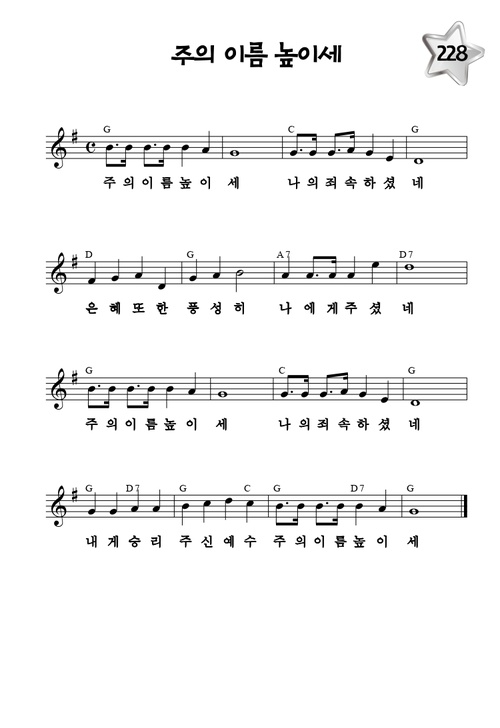 주의 이름 높이세
228
G C G
주 의 이 름 높 이 세 나 의 죄 속 하 셨 네
D G A7 D7
은 혜 또 한 풍 성 히 나 에 게 주 셨 네
G C G
주 의 이 름 높 이 세 나 의 죄 속 하 셨 네
G D7 G C G D7 G
내 게 승 리 주 신 예 수 주 의 이 름 높 이 세